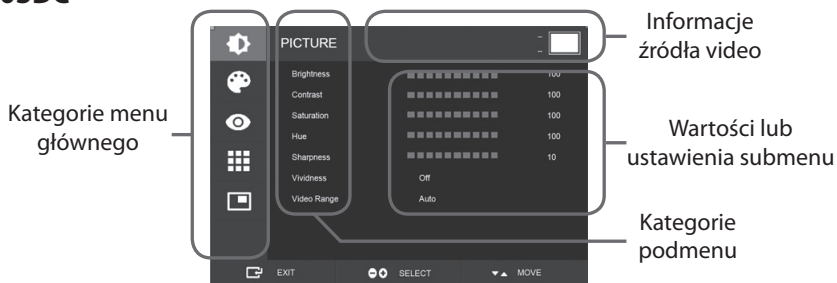 Informacje
źródła video
Kategorie menu
głównego
PICTURE
Brightness 100
Contrast 100
Saturation 100
Hue 100
Sharpness 10
Vividness Off
Video Range Auto
Wartości lub
ustawienia submenu
Kategorie
podmenu
EXIT SELECT MOVE